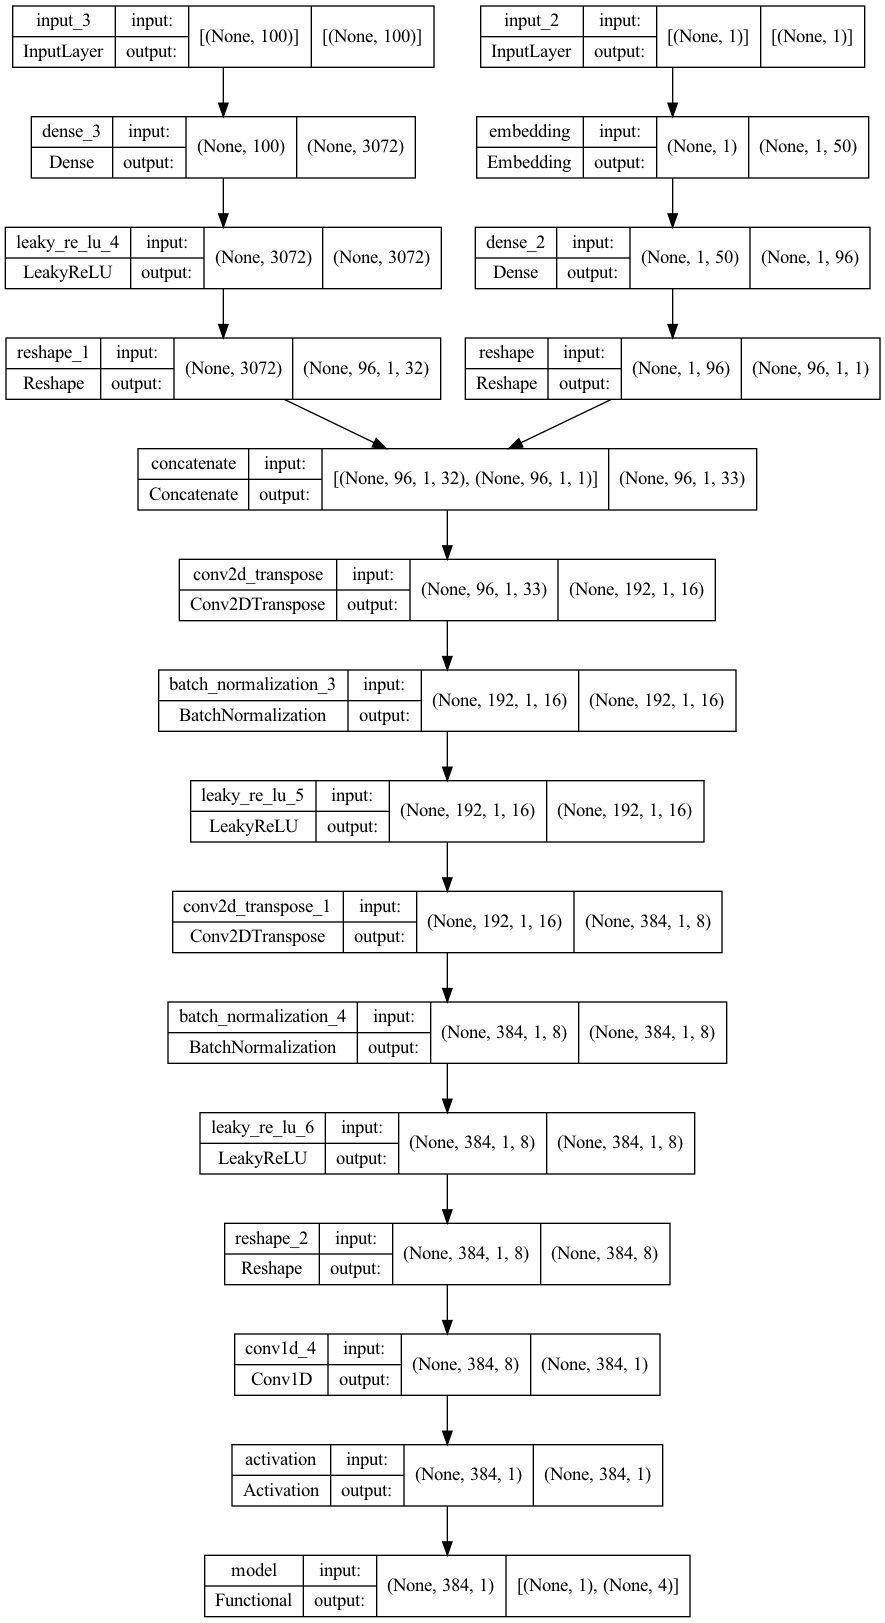 input_3 input: [(None, 100)] [(None, 100)]
InputLayer output:
input_2 input: [(None, 1)] [(None, 1)]
InputLayer output:
dense_3 input: (None, 100) (None, 3072)
Dense output:
embedding input: (None, 1) (None, 1, 50)
Embedding output:
leaky_re_lu_4 input: (None, 3072) (None, 3072)
LeakyReLU output:
dense_2 input: (None, 1, 50) (None, 1, 96)
Dense output:
reshape_1 input: (None, 3072) (None, 96, 1, 32)
Reshape output:
reshape input: (None, 1, 96) (None, 96, 1, 1)
Reshape output:
concatenate input: [(None, 96, 1, 32), (None, 96, 1, 1)] (None, 96, 1, 33)
Concatenate output:
conv2d_transpose input: (None, 96, 1, 33) (None, 192, 1, 16)
Conv2DTranspose output:
batch_normalization_3 input: (None, 192, 1, 16) (None, 192, 1, 16)
BatchNormalization output:
leaky_re_lu_5 input: (None, 192, 1, 16) (None, 192, 1, 16)
LeakyReLU output:
conv2d_transpose_1 input: (None, 192, 1, 16) (None, 384, 1, 8)
Conv2DTranspose output:
batch_normalization_4 input: (None, 384, 1, 8) (None, 384, 1, 8)
BatchNormalization output:
leaky_re_lu_6 input: (None, 384, 1, 8) (None, 384, 1, 8)
LeakyReLU output:
reshape_2 input: (None, 384, 1, 8) (None, 384, 8)
Reshape output:
conv1d_4 input: (None, 384, 8) (None, 384, 1)
Conv1D output:
activation input: (None, 384, 1) (None, 384, 1)
Activation output:
model input: (None, 384, 1) [(None, 1), (None, 4)]
Functional output: